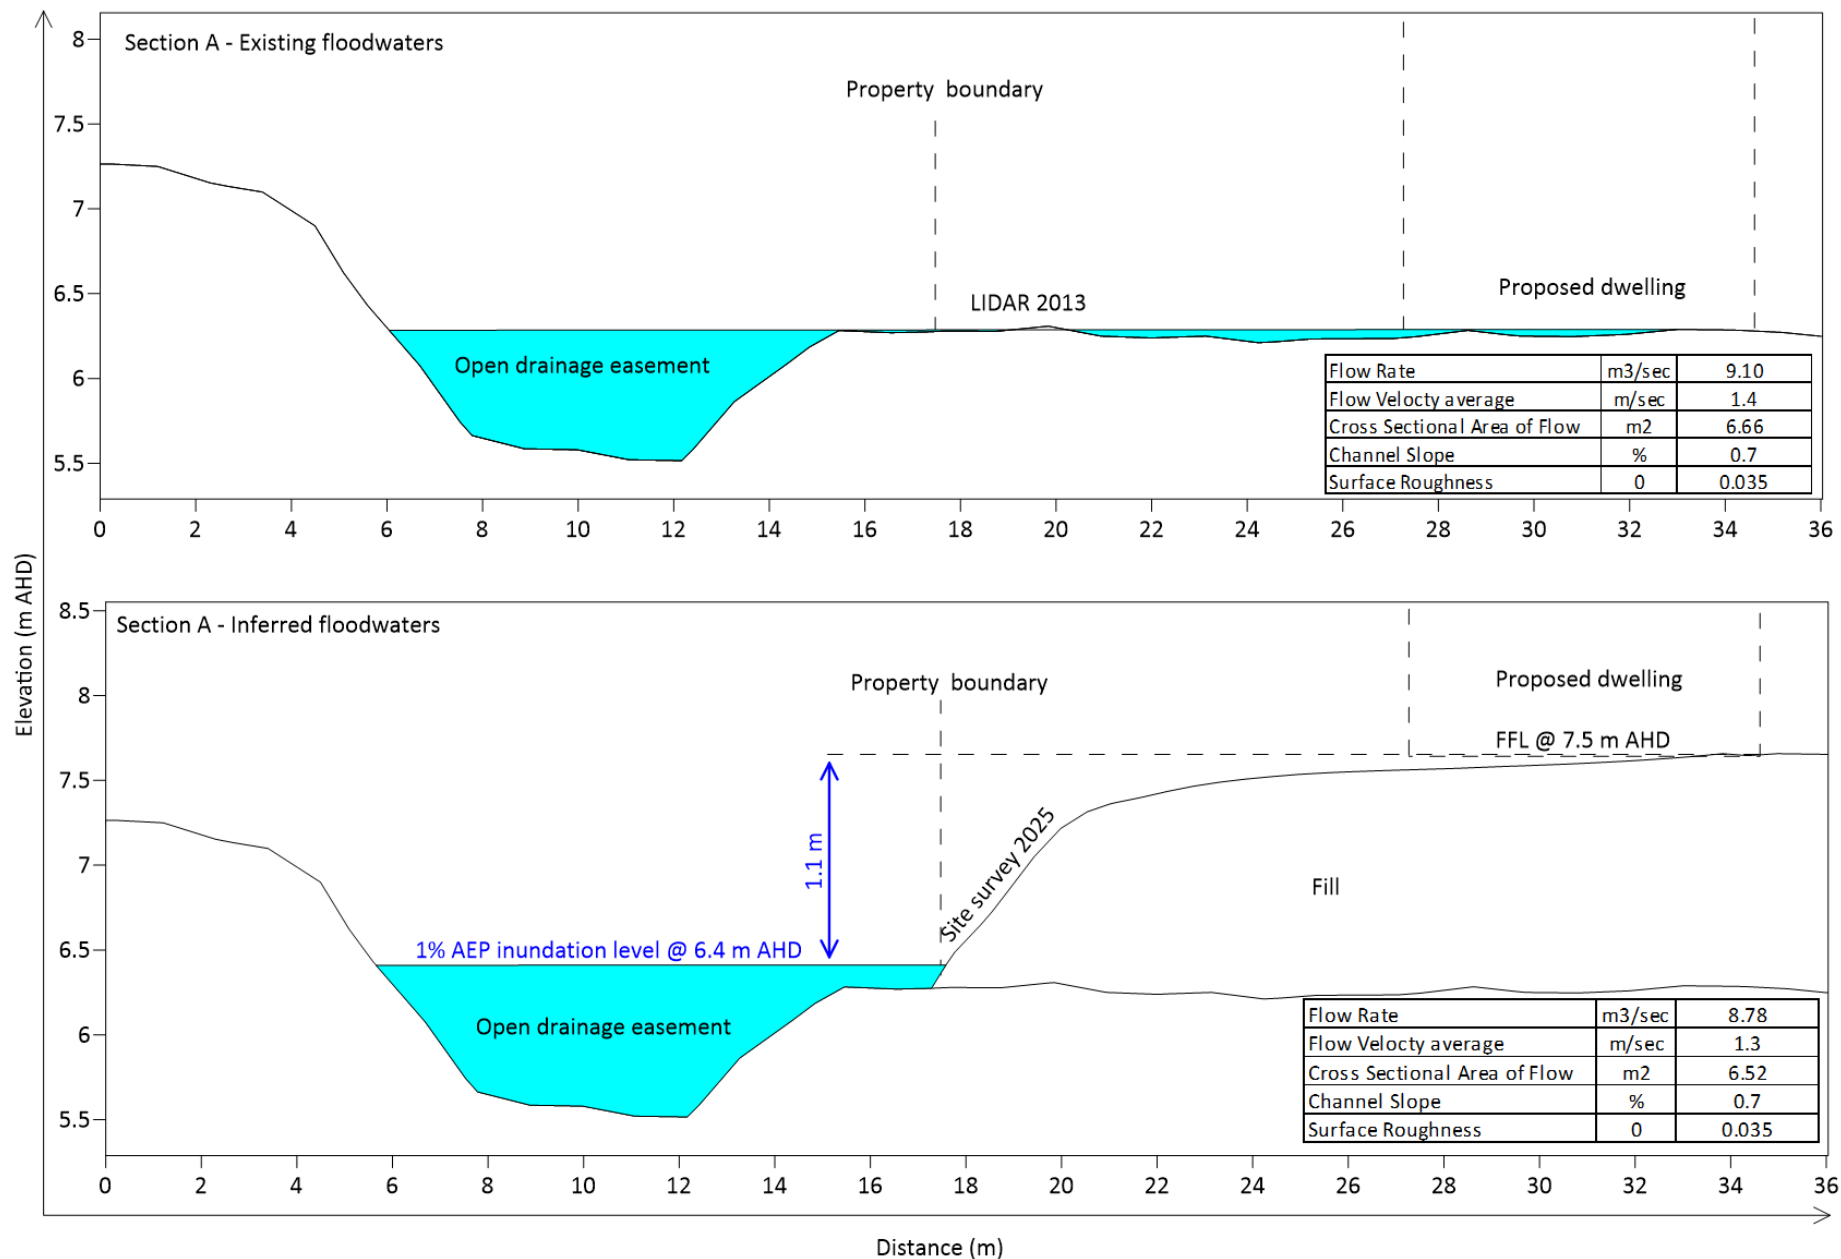 Section A - Existing floodwaters
Property boundary
LIDAR 2013
Proposed dwelling
Open drainage easement
8
7.5
7
6.5
6
5.5
Flow Rate m3/sec 9.10
Flow Velocty average m/sec 1.4
Cross Sectional Area of Flow m2 6.66
Channel Slope % 0.7
Surface Roughness 0 0.035
0 2 4 6 8 10 12 14 16 18 20 22 24 26 28 30 32 34 36
Elevation (m AHD)
Section A - Inferred floodwaters
Property boundary
Proposed dwelling
FFL @ 7.5 m AHD
1.1 m
Site survey 2025
Fill
1% AEP inundation level @ 6.4 m AHD
Open drainage easement
8.5
8
7.5
7
6.5
6
5.5
Flow Rate m3/sec 8.78
Flow Velocty average m/sec 1.3
Cross Sectional Area of Flow m2 6.52
Channel Slope % 0.7
Surface Roughness 0 0.035
0 2 4 6 8 10 12 14 16 18 20 22 24 26 28 30 32 34 36
Distance (m)